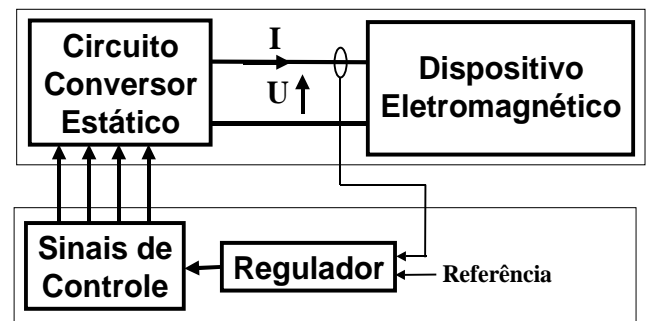 Circuito
Conversor
Estático
I
U
Dispositivo
Eletromagnético
Sinais de
Controle
Regulador
Referência